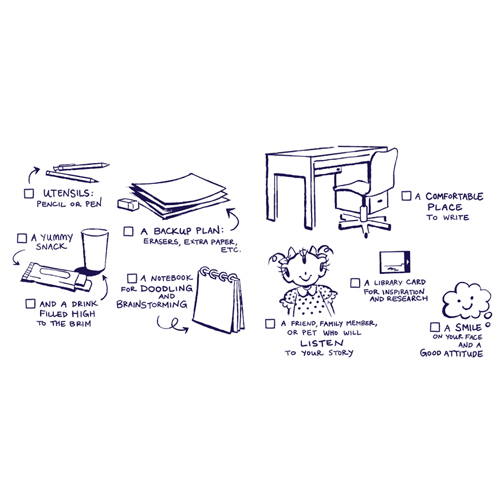 UTENSILS:
PENCIL OR PEN
A YUMMY
SNACK
AND A DRINK
FILLED HIGH
TO THE BRIM
A BACKUP PLAN:
ERASERS, EXTRA PAPER,
ETC.
A NOTEBOOK
FOR DOODLING
AND
BRAINSTORMING
A COMFORTABLE
PLACE
TO WRITE
A FRIEND, FAMILY MEMBER,
OR PET WHO WILL
LISTEN
TO YOUR STORY
A LIBRARY CARD
FOR INSPIRATION
AND RESEARCH
A SMILE
ON YOUR FACE
AND A
GOOD ATTITUDE